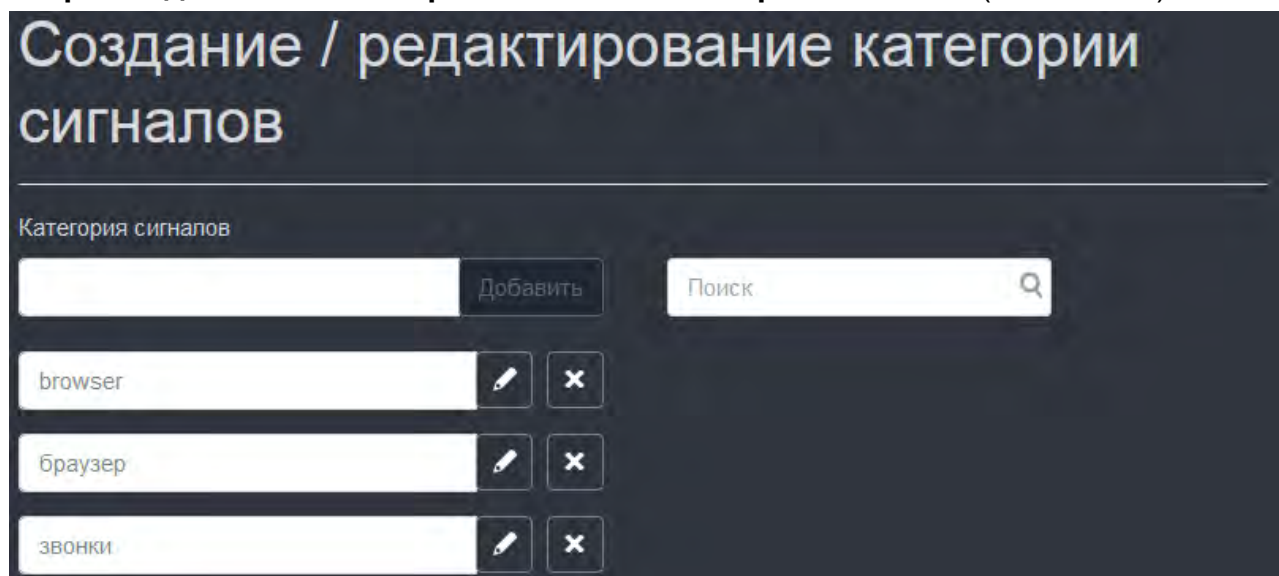 Создание / редактирование категории
сигналов
Категория сигналов
Добавить
Поиск
browser
браузер
звонки